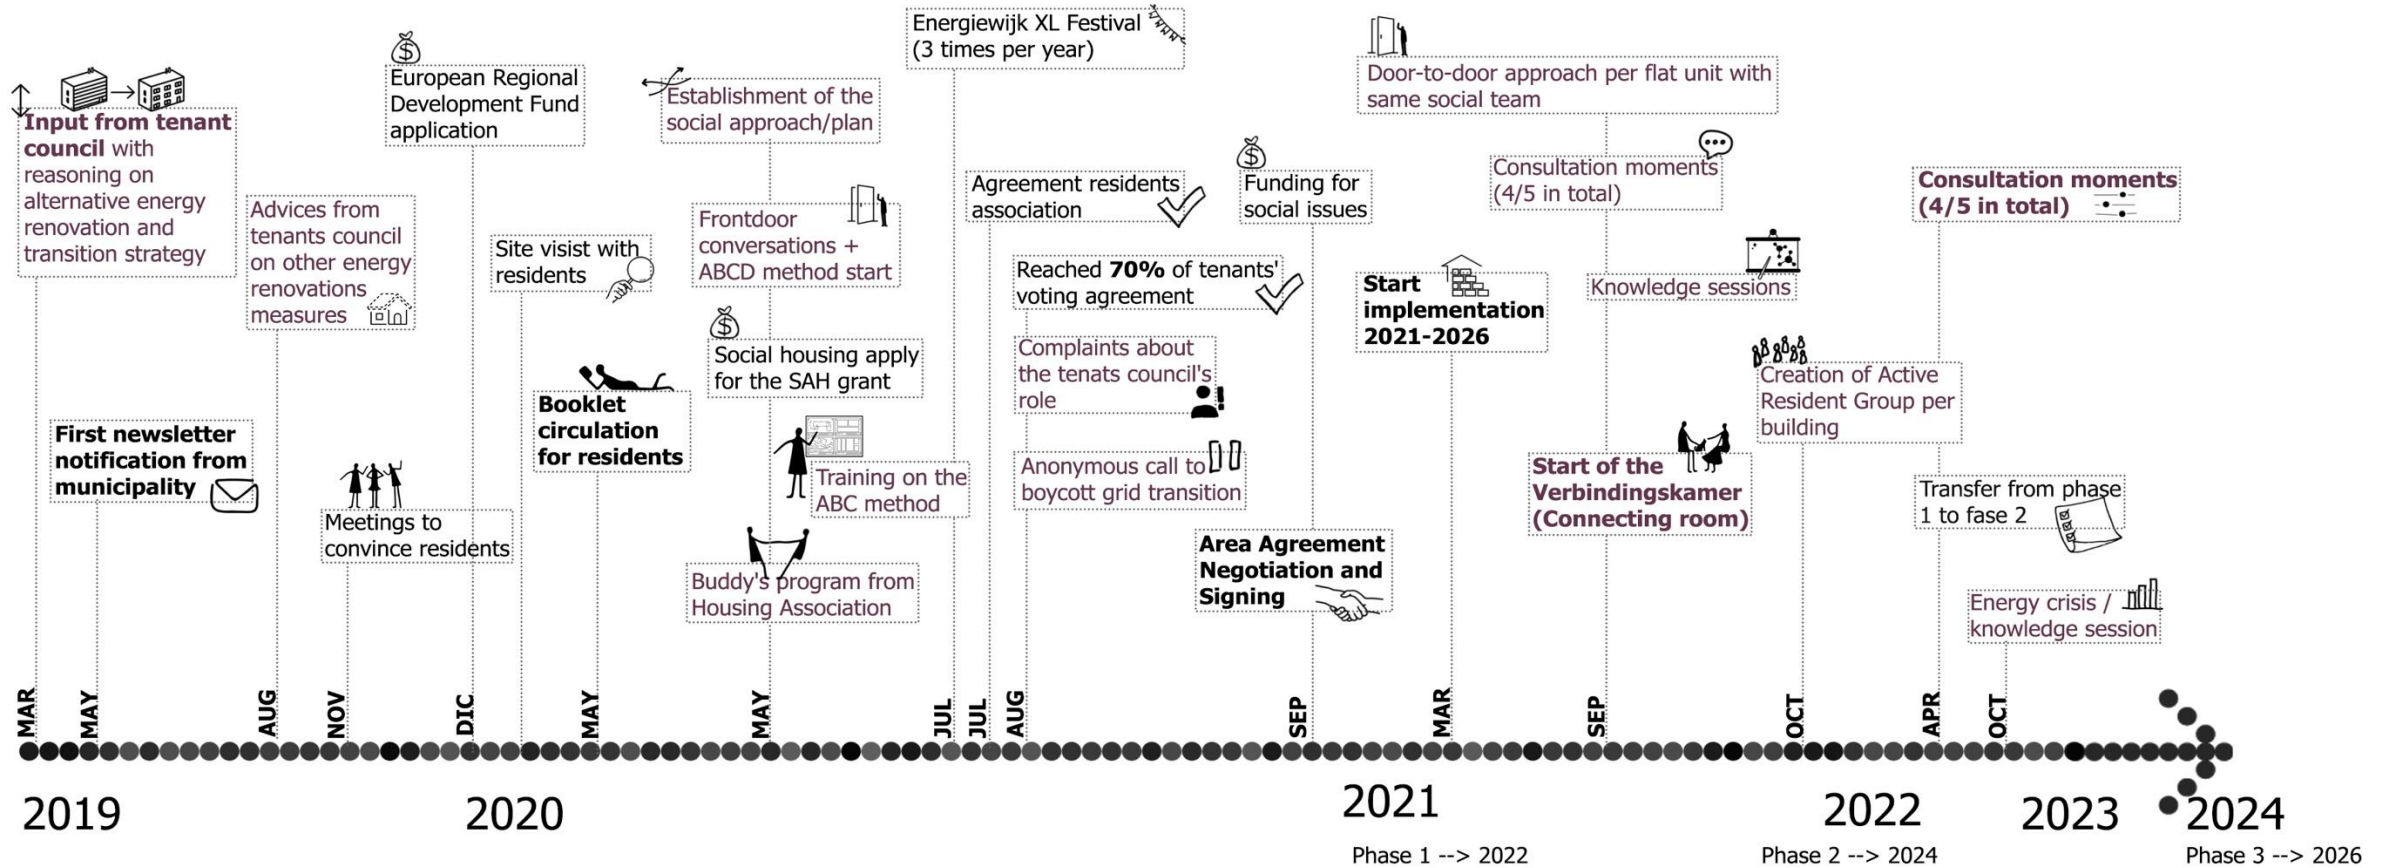 Input from tenant
council with
reasoning on
alternative energy
renovation and
transition strategy
First newsletter
notification from
municipality
Advices from
tenants council
on other energy
renovations
measures
Meetings to
convince residents
European Regional
Development Fund
application
Site visist with
residents
Booklet
circulation
for residents
Establishment of the
social approach/plan
Frontdoor
conversations +
ABCD method start
Social housing apply
for the SAH grant
Training on the
ABC method
Buddy's program from
Housing Association
Energiewijk XL Festival
(3 times per year)
Agreement residents
association
Reached 70% of tenants'
voting agreement
Complaints about
the tenats council's
role
Anonymous call to
boycott grid transition
Funding for
social issues
Area Agreement
Negotiation and
Signing
Start
implementation
2021-2026
Door-to-door approach per flat unit with
same social team
Consultation moments
(4/5 in total)
Knowledge sessions
Start of the
Verbindingskamer
(Connecting room)
Creation of Active
Resident Group per
building
Consultation moments
(4/5 in total)
Transfer from phase
1 to fase 2
Energy crisis /
knowledge session
MAR
MAY
AUG
NOV
DIC
MAY
MAY
JUL
JUL
AUG
SEP
MAR
SEP
OCT
APR
OCT
2019
2020
2021
2022
2023
2024
Phase 1 --> 2022
Phase 2 --> 2024
Phase 3 --> 2026